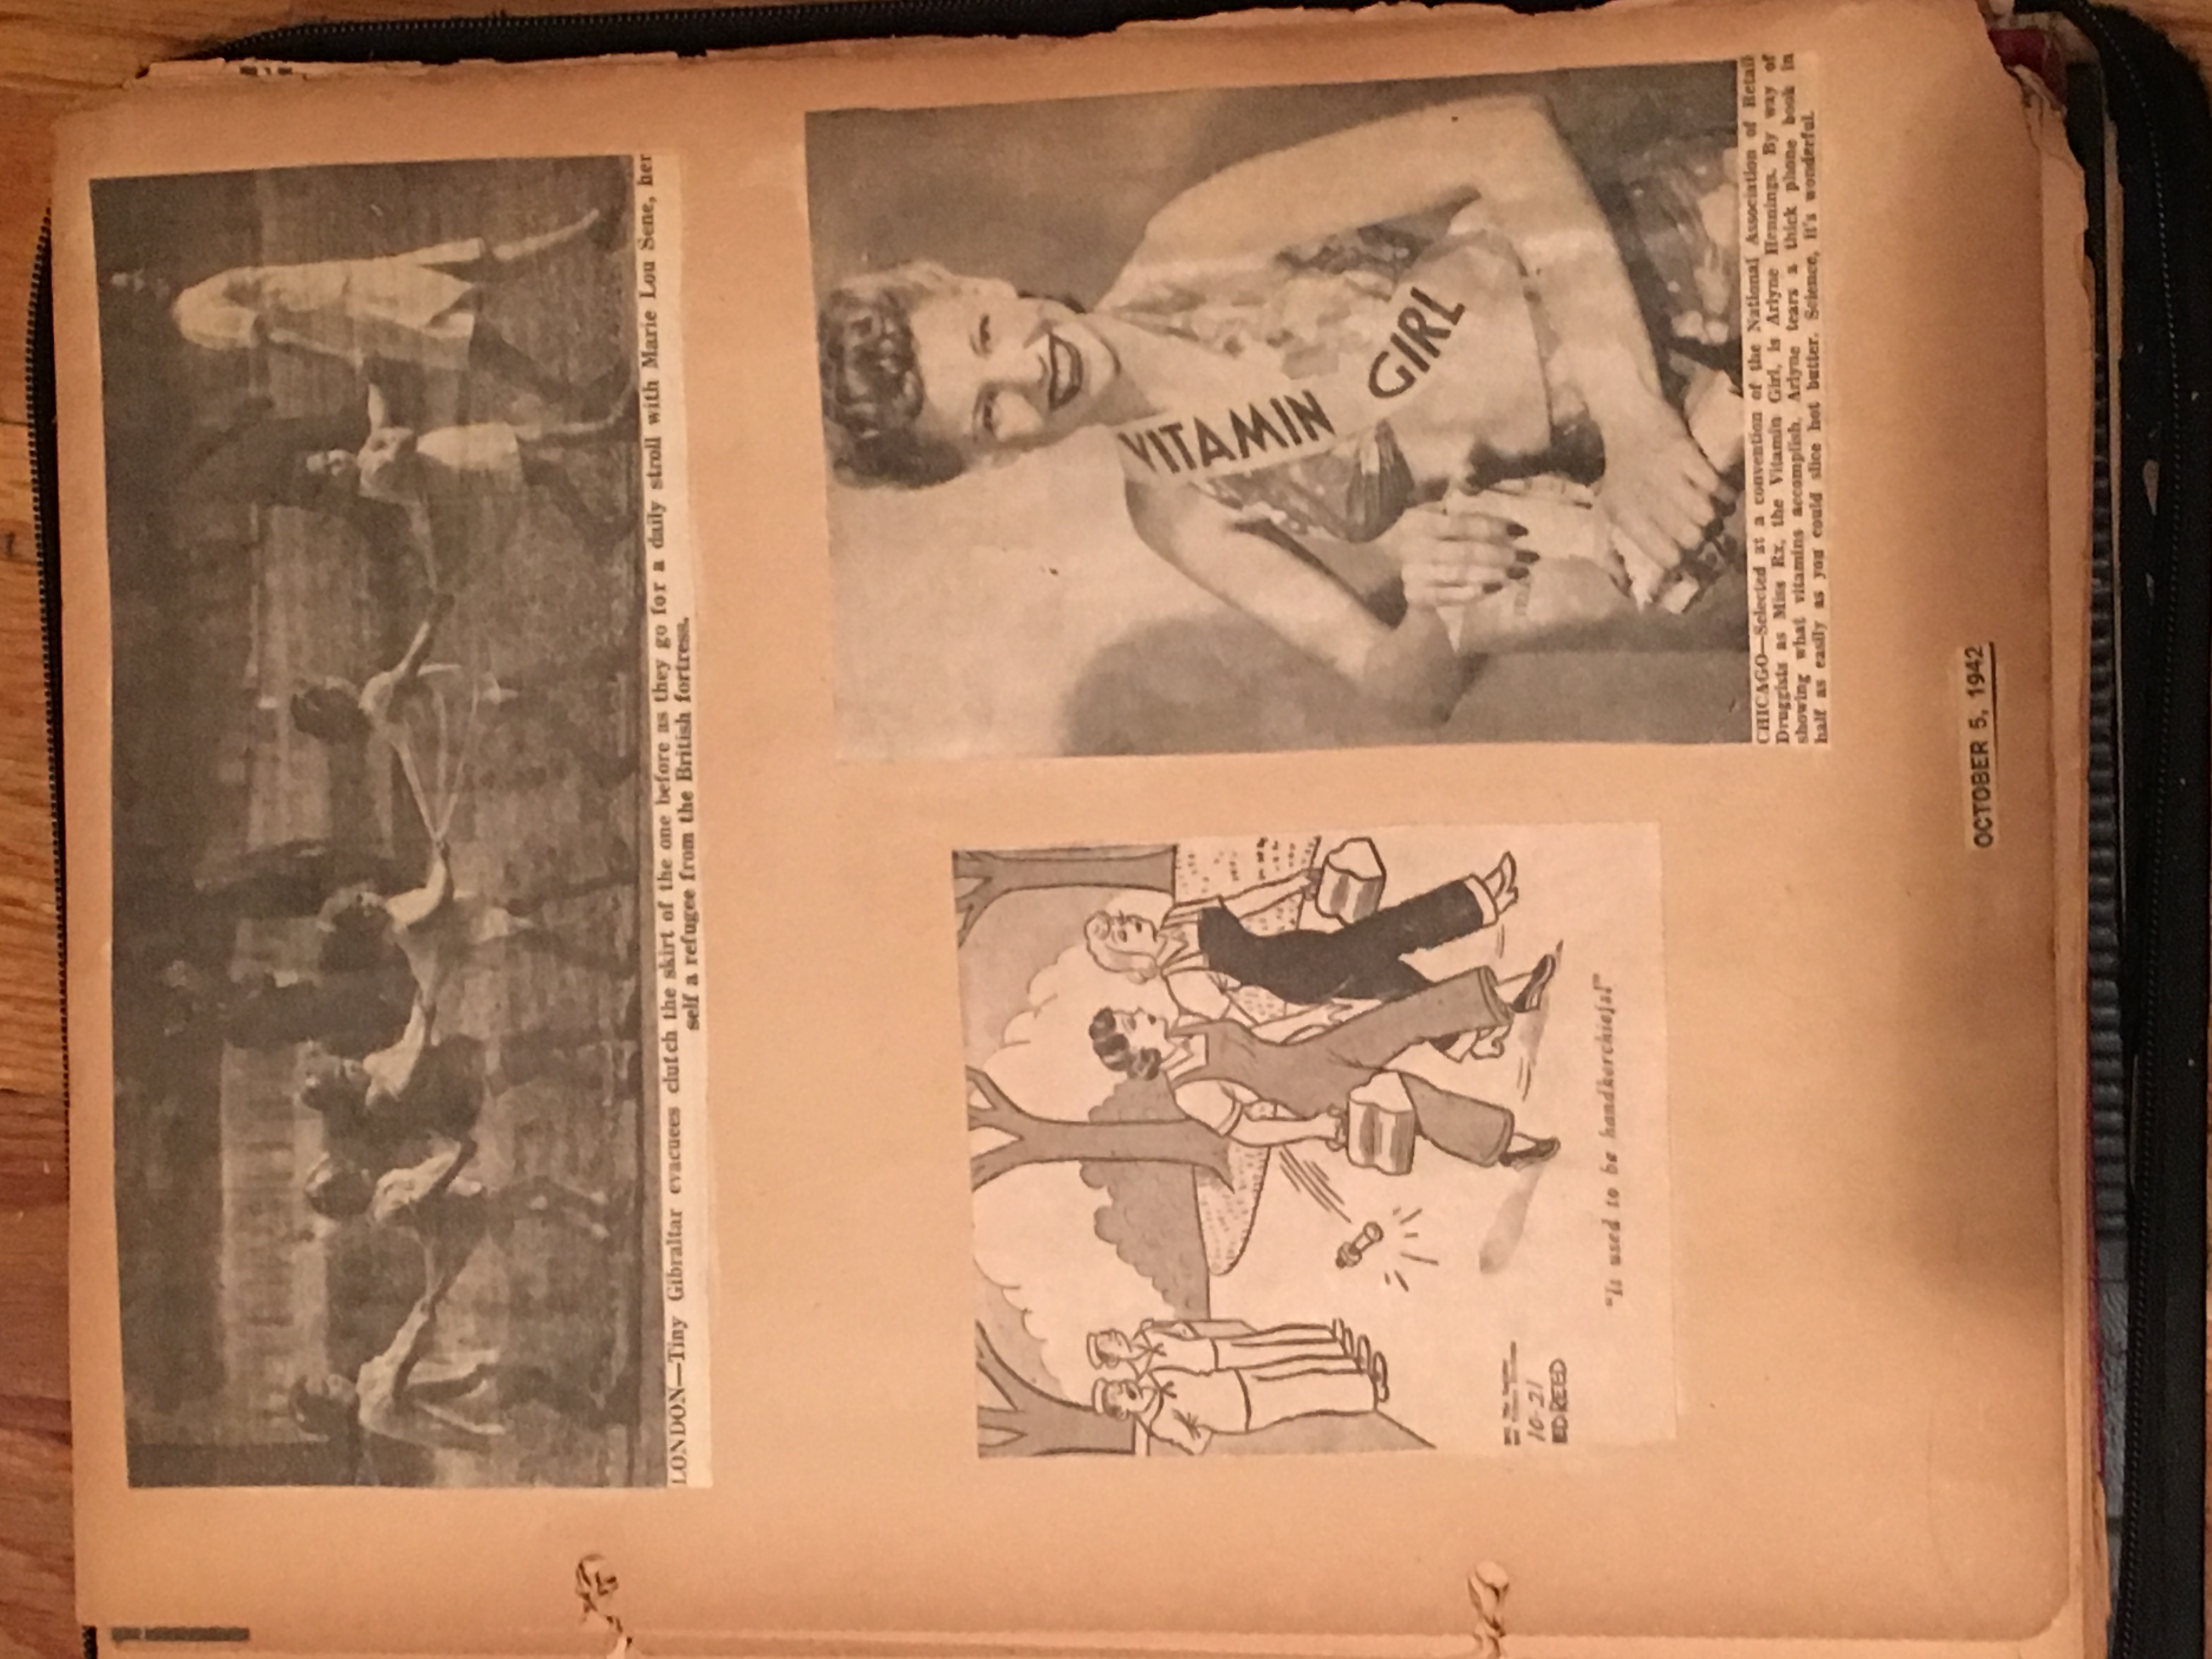 LONDON—Tiny Gibraltar evacuees clutch the skirt of the one before as they go for a daily stroll with Marie Lou Sene, her
self a refugee from the British fortress.
VITAMIN
GIRL
10-21
ED REED
"It used to be handkerchiefs!"
CHICAGO—Selected at a convention of the National Association of Retail
Druggists as Miss Rx, the Vitamin Girl, is Arlyne Hennings. By way of
showing what vitamins accomplish, Arlyne tears a thick phone book in
half as easily as you could slice hot butter. Science, it's wonderful.
OCTOBER 5, 1942